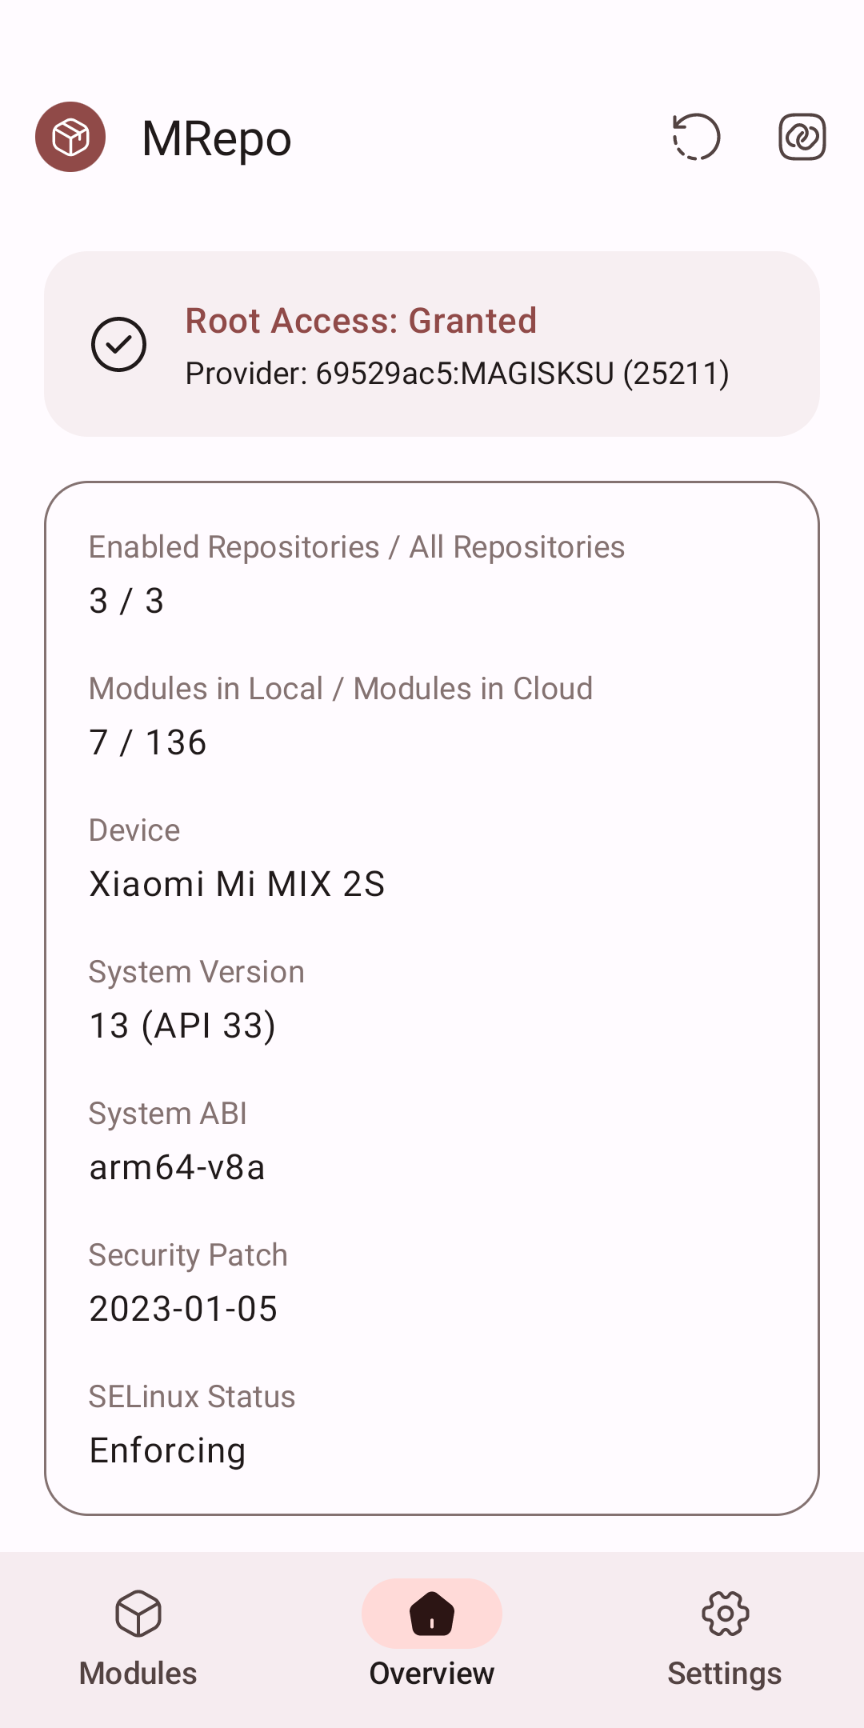 MRepo
Root Access: Granted
Provider: 69529ac5:MAGISKSU (25211)
Enabled Repositories / All Repositories
3 / 3
Modules in Local / Modules in Cloud
7 / 136
Device
Xiaomi Mi MIX 2S
System Version
13 (API 33)
System ABI
arm64-v8a
Security Patch
2023-01-05
SELinux Status
Enforcing
Modules
Overview
Settings